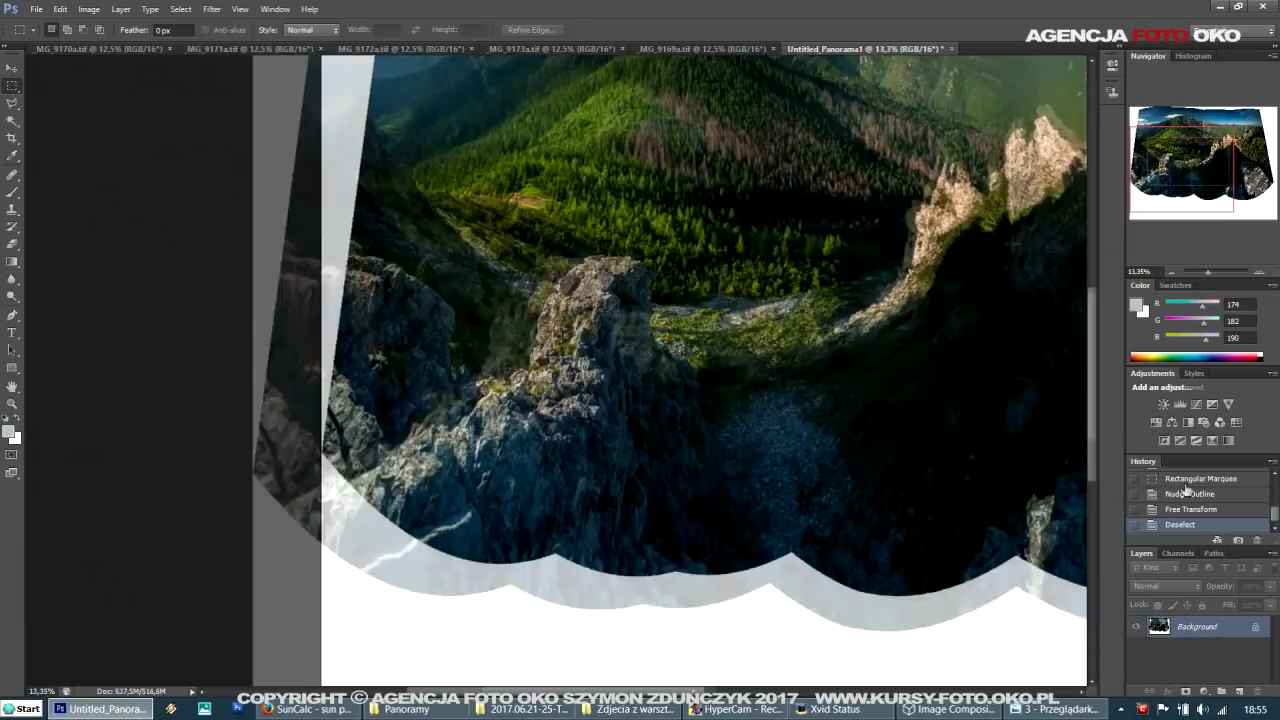 Ps File Edit Image Layer Type Select Filter View Window Help
Feather: 0 px Anti-alias Style: Normal Width: Height: Refine Edge...
_MG_9170a.tif @ 12,5% (RGB/16*) × _MG_9171a.tif @ 12,5% (RGB/16*) × _MG_9172a.tif @ 12,5% (RGB/16*) × _MG_9173a.tif @ 12,5% (RGB/16*) × _MG_9169a.tif @ 12,5% (RGB/16*) × Untitled_Panorama1 @ 13,3% (RGB/16*) * ×
AGENCJA FOTO OKO
Navigator Histogram
13,35%
Color Swatches
R 174
G 182
B 190
Adjustments Styles
Add an adjustment
History
Rectangular Marquee
Nudge Outline
Free Transform
Deselect
Layers Channels Paths
Kind
Normal Opacity:
Lock: Fill:
Background
13,35% Doc: 637,5M/516,6M
COPYRIGHT © AGENCJA FOTO OKO SZYMON ZDUŃCZYK 2017 WWW.KURSY-FOTO.OKO.PL
Start Untitled_Panora... SunCalc - sun p... Panoramy 2017.06.21-25-T... Zdjęcia z warszt... HyperCam - Rec... Xvid Status Image Composi... 3 - Przeglądark... 18:55